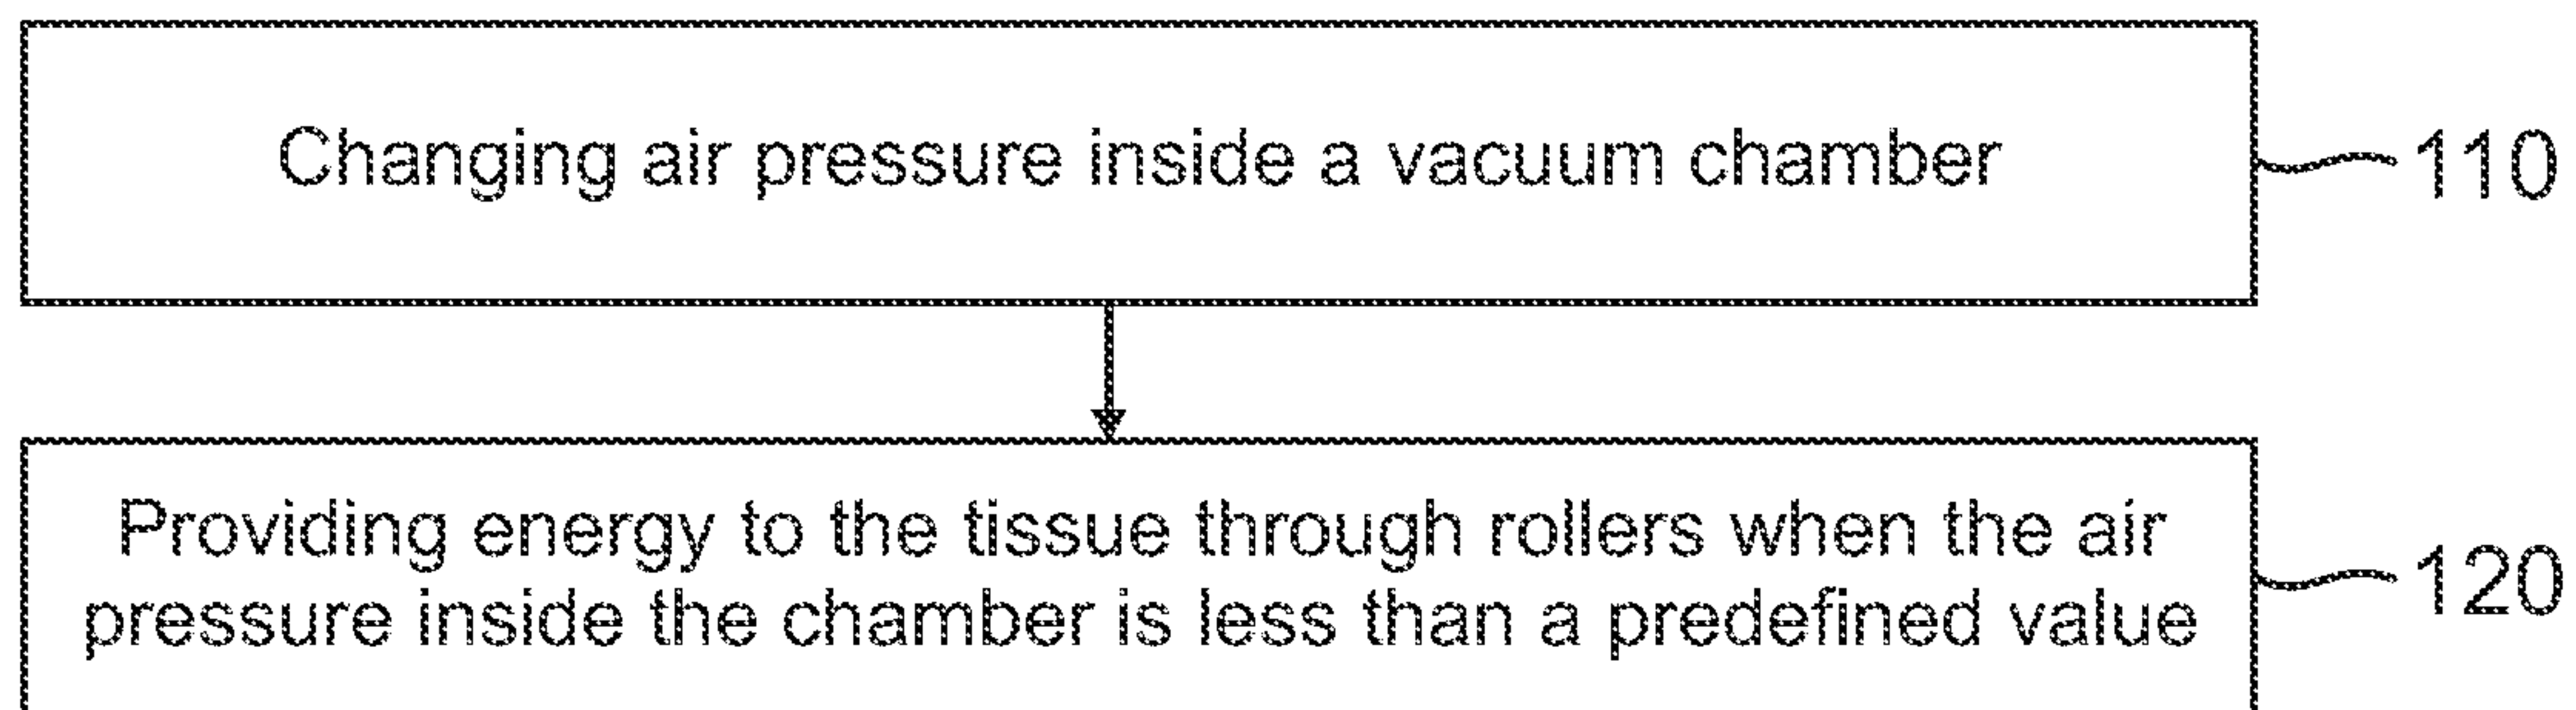 Changing air pressure inside a vacuum chamber
110
Providing energy to the tissue through rollers when the air
pressure inside the chamber is less than a predefined value
120